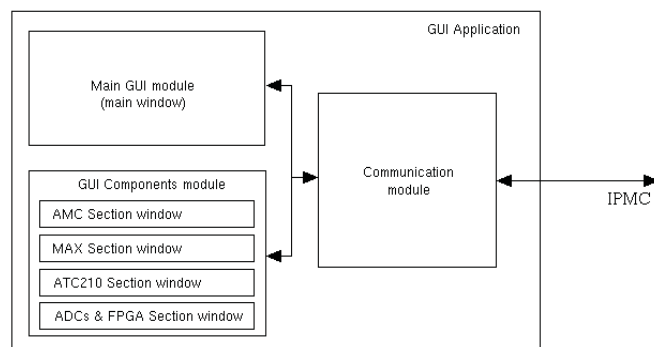 GUI Application
Main GUI module
(main window)
GUI Components module
AMC Section window
MAX Section window
ATC210 Section window
ADCs & FPGA Section window
Communication
module
IPMC